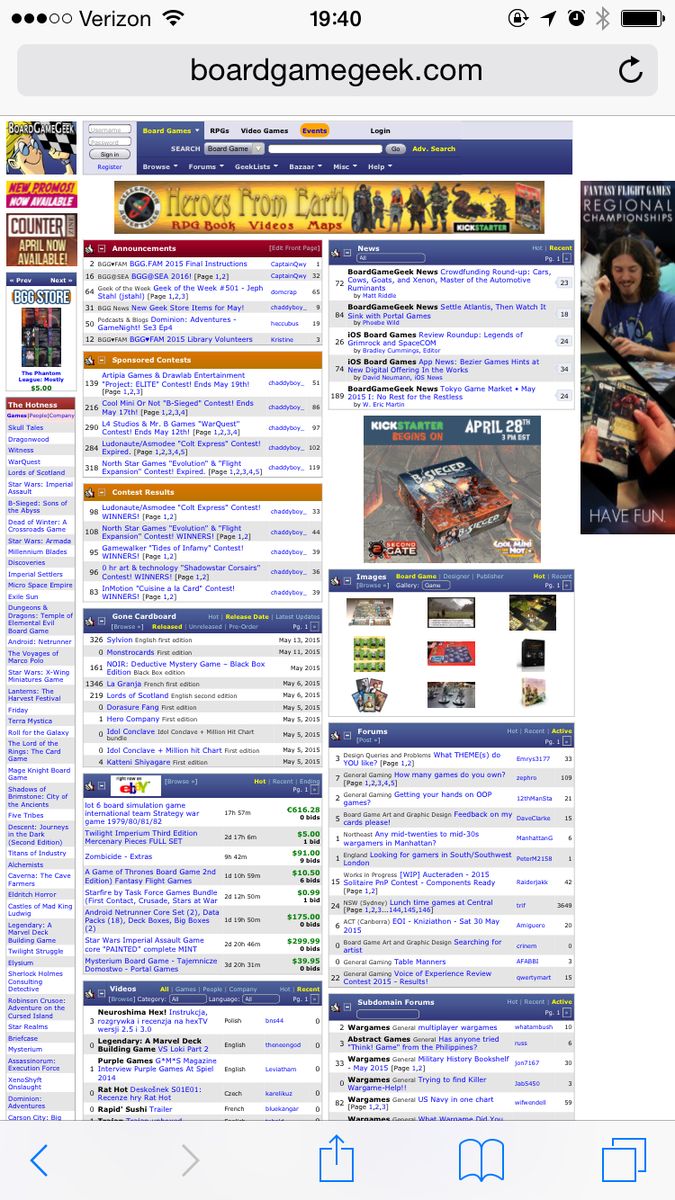 Verizon 19:40
boardgamegeek.com
BOARDGAMEGEEK
Username
Password
Sign in
Register
Board Games RPGs Video Games Events Login
SEARCH Board Game Go Adv. Search
Browse Forums GeekLists Bazaar Misc Help
NEW PROMOS!
NOW AVAILABLE
COUNTER
APRIL NOW
AVAILABLE!
« Prev Next »
BGG STORE
The Phantom
League: Mostly
$5.00
The Hotness
Games|People|Company
Skull Tales
Dragonwood
Witness
WarQuest
Lords of Scotland
Star Wars: Imperial
Assault
B-Sieged: Sons of
the Abyss
Dead of Winter: A
Crossroads Game
Star Wars: Armada
Millennium Blades
Discoveries
Imperial Settlers
Micro Space Empire
Exile Sun
Dungeons &
Dragons: Temple of
Elemental Evil
Board Game
Android: Netrunner
The Voyages of
Marco Polo
Star Wars: X-Wing
Miniatures Game
Lanterns: The
Harvest Festival
Friday
Terra Mystica
Roll for the Galaxy
The Lord of the
Rings: The Card
Game
Mage Knight Board
Game
Shadows of
Brimstone: City of
the Ancients
Five Tribes
Descent: Journeys
in the Dark
(Second Edition)
Titans of Industry
Alchemists
Caverna: The Cave
Farmers
Eldritch Horror
Castles of Mad King
Ludwig
Legendary: A
Marvel Deck
Building Game
Twilight Struggle
Elysium
Sherlock Holmes
Consulting
Detective
Robinson Crusoe:
Adventure on the
Cursed Island
Star Realms
Briefcase
Mysterium
Assassinorum:
Execution Force
XenoShyft
Onslaught
Dominion:
Adventures
Carson City: Big
Heroes From Earth
RPG Book Videos Maps
KICKSTARTER
Announcements [Edit Front Page]
2 BGG♥FAM BGG.FAM 2015 Final Instructions CaptainQwy 1
16 BGG@SEA BGG@SEA 2016! [Page 1,2] CaptainQwy 32
64 Geek of the Week Geek of the Week #501 - Jeph
Stahl (jstahl) [Page 1,2,3] domcrap 65
31 BGG News New Geek Store Items for May! chaddyboy_ 9
50 Podcasts & Blogs Dominion: Adventures -
GameNight! Se3 Ep4 heccubus 19
12 BGG♥FAM BGG♥FAM 2015 Library Volunteers Kristine 3
Sponsored Contests
139 Artipia Games & Drawlab Entertainment
"Project: ELITE" Contest! Ends May 19th!
[Page 1,2,3] chaddyboy_ 51
216 Cool Mini Or Not "B-Sieged" Contest! Ends
May 17th! [Page 1,2,3,4] chaddyboy_ 86
290 L4 Studios & Mr. B Games "WarQuest"
Contest! Ends May 12th! [Page 1,2,3,4] chaddyboy_ 97
284 Ludonaute/Asmodee "Colt Express" Contest!
Expired. [Page 1,2,3,4,5] chaddyboy_ 102
318 North Star Games "Evolution" & "Flight
Expansion" Contest! Expired. [Page 1,2,3,4,5] chaddyboy_ 119
Contest Results
98 Ludonaute/Asmodee "Colt Express" Contest!
WINNERS! [Page 1,2] chaddyboy_ 33
108 North Star Games "Evolution" & "Flight
Expansion" Contest! WINNERS! [Page 1,2] chaddyboy_ 44
95 Gamewalker "Tides of Infamy" Contest!
WINNERS! [Page 1,2] chaddyboy_ 39
96 0 hr art & technology "Shadowstar Corsairs"
Contest! WINNERS! [Page 1,2] chaddyboy_ 36
83 InMotion "Cuisine a la Card" Contest!
WINNERS! [Page 1,2] chaddyboy_ 39
Gone Cardboard Hot | Release Date | Latest Updates
[Browse »] Released | Unreleased | Pre-Order Pg. 1 »
326 Sylvion English first edition May 13, 2015
0 Monstrocards First edition May 11, 2015
161 NOIR: Deductive Mystery Game – Black Box
Edition Black Box Edition May 2015
1346 La Granja French first edition May 6, 2015
219 Lords of Scotland English second edition May 6, 2015
0 Dorasure Fang First edition May 5, 2015
1 Hero Company First edition May 5, 2015
0 Idol Conclave Idol Conclave + Million Hit Chart
bundle May 5, 2015
0 Idol Conclave + Million hit Chart First edition May 5, 2015
4 Katteni Shiyagare First edition May 5, 2015
right now on
ebY
[Browse »] Hot | Recent | Ending
Pg. 1 »
lot 6 board simulation game
international team Strategy war
game 1979/80/81/82 17h 57m €616.28
0 bids
Twilight Imperium Third Edition
Mercenary Pieces FULL SET 2d 17h 6m $5.00
1 bid
Zombicide - Extras 9h 42m $91.00
9 bids
A Game of Thrones Board Game 2nd
Edition) Fantasy Flight Games 1d 10h 59m $10.50
6 bids
Starfire by Task Force Games Bundle
(First Contact, Crusade, Stars at War 2d 12h 50m $0.99
1 bid
Android Netrunner Core Set (2), Data
Packs (18), Deck Boxes, Big Boxes
(2) 1d 19h 50m $175.00
0 bids
Star Wars Imperial Assault Game
core "PAINTED" complete MINT 2d 20h 46m $299.99
0 bids
Mysterium Board Game - Tajemnicze
Domostwo - Portal Games 3d 20h 31m $39.95
0 bids
Videos All | Games | People | Company Hot | Recent
[Browse] Category: All Language: All Pg. 1 »
3 Neuroshima Hex! Instrukcja,
rozgrywka i recenzja na hexTV
wersji 2.5 i 3.0 Polish bns44 0
0 Legendary: A Marvel Deck
Building Game VS Loki Part 2 English theoneongod 0
1 Purple Games G*M*S Magazine
Interview Purple Games At Spiel
2014 English Leviatham 0
0 Rat Hot Deskošnek S01E01:
Recenze hry Rat Hot Czech karelikuz 0
0 Rapid' Sushi Trailer French bluekangar 0
News Hot | Recent
All Pg. 1 »
72 BoardGameGeek News Crowdfunding Round-up: Cars,
Cows, Goats, and Xenon, Master of the Automotive
Ruminants
by Matt Riddle 23
84 BoardGameGeek News Settle Atlantis, Then Watch It
Sink with Portal Games
by Phoebe Wild 18
26 iOS Board Games Review Roundup: Legends of
Grimrock and SpaceCOM
by Bradley Cummings, Editor 24
74 iOS Board Games App News: Bezier Games Hints at
New Digital Offering In the Works
by David Neumann, iOS News 34
189 BoardGameGeek News Tokyo Game Market • May
2015 I: No Rest for the Restless
by W. Eric Martin 24
KICKSTARTER
BEGINS ON
APRIL 28TH
3 PM EST
B-SIEGED
SECOND
GATE
COOL MINI
OR NOT
Images Board Game | Designer | Publisher Hot | Recent
[Browse »] Gallery: Game Pg. 1 »
Forums Hot | Recent | Active
[Post »] Pg. 1 »
3 Design Queries and Problems What THEME(s) do
YOU like? [Page 1,2] Emrys3177 33
7 General Gaming How many games do you own?
[Page 1,2,3,4,5] zephro 109
2 General Gaming Getting your hands on OOP
games? 12thManSta 21
5 Board Game Art and Graphic Design Feedback on my
cards please! DaveClarke 15
1 Northeast Any mid-twenties to mid-30s
wargamers in Manhattan? ManhattanG 6
1 England Looking for gamers in South/Southwest
London PeterM2158 1
15 Works in Progress [WIP] Aucteraden - 2015
Solitaire PnP Contest - Components Ready
[Page 1,2] Raiderjakk 42
24 NSW (Sydney) Lunch time games at Central
[Page 1,2,3...144,145,146] trif 3649
6 ACT (Canberra) EOI - Kniziathon - Sat 30 May
2015 Amiguero 20
0 Board Game Art and Graphic Design Searching for
artist crinem 0
0 General Gaming Table Manners AFABBI 3
22 General Gaming Voice of Experience Review
Contest 2015 - Results! qwertymart 15
Subdomain Forums Hot | Recent | Active
Pg. 1 »
2 Wargames General multiplayer wargames whatambush 10
3 Abstract Games General Has anyone tried
"Think! Game" from the Philippines? russ 6
33 Wargames General Military History Bookshelf
- May 2015 [Page 1,2] jon7167 30
0 Wargames General Trying to find Killer
Wargame-Help!! Jab5450 3
82 Wargames General US Navy in one chart
[Page 1,2,3] wifwendell 59
Wargames General What Wargame Did You
FANTASY FLIGHT GAMES
REGIONAL
CHAMPIONSHIPS
HAVE FUN.